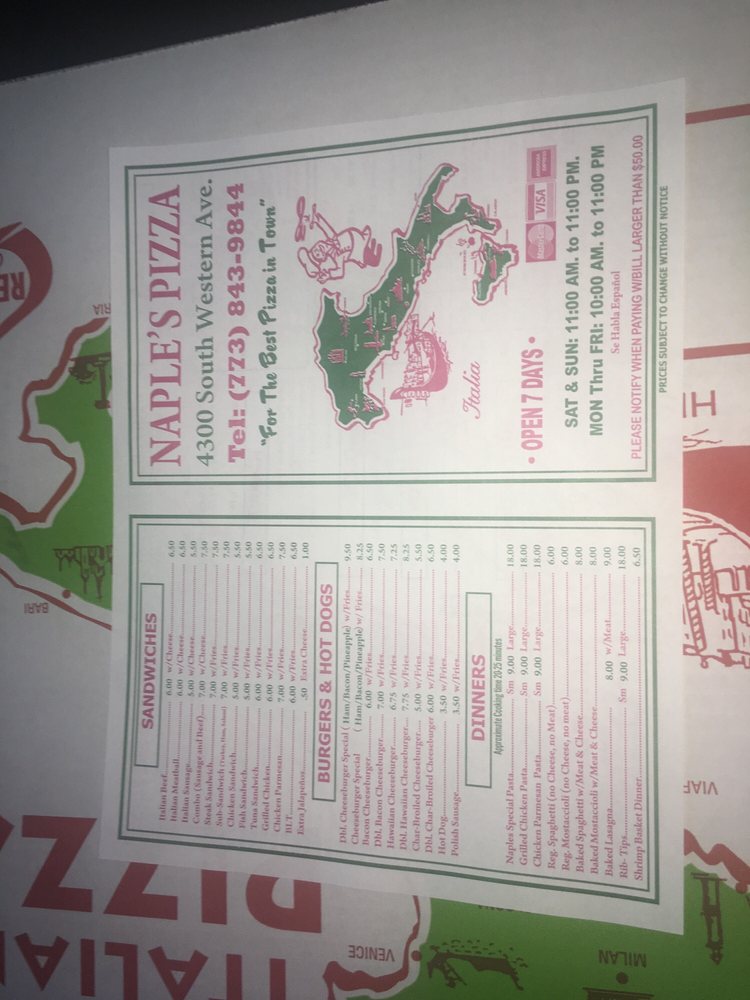 NAPLE'S PIZZA
4300 South Western Ave.
Tel: (773) 843-9844
"For The Best Pizza in Town"
Italia
MasterCard VISA AMERICAN EXPRESS
• OPEN 7 DAYS •
SAT & SUN: 11:00 AM. to 11:00 PM.
MON Thru FRI: 10:00 AM. to 11:00 PM
Se Habla Español
PLEASE NOTIFY WHEN PAYING W/BILL LARGER THAN $50.00
PRICES SUBJECT TO CHANGE WITHOUT NOTICE
SANDWICHES
Italian Beef 6.00 w/Cheese 6.50
Italian Meatball 6.00 w/Cheese 6.50
Italian Sausage 5.00 w/Cheese 5.50
Combo (Sausage and Beef) 7.00 w/Cheese 7.50
Steak Sandwich 7.00 w/Fries 7.50
Sub-Sandwich 7.00 w/Fries 7.50
Chicken Sandwich 5.00 w/Fries 5.50
Fish Sandwich 5.00 w/Fries 5.50
Tuna Sandwich 6.00 w/Fries 6.50
Grilled Chicken 6.00 w/Fries 6.50
Chicken Parmesan 7.00 w/Fries 7.50
BLT 6.00 w/Fries 6.50
Extra Jalapeños .50 Extra Cheese 1.00
BURGERS & HOT DOGS
Dbl. Cheeseburger Special ( Ham/Bacon/Pineapple) w/Fries 9.50
Cheeseburger Special ( Ham/Bacon/Pineapple) w/ Fries 8.25
Bacon Cheeseburger 6.00 w/Fries 6.50
Dbl. Bacon Cheeseburger 7.00 w/Fries 7.50
Hawaiian Cheeseburger 6.75 w/Fries 7.25
Dbl. Hawaiian Cheeseburger 7.75 w/Fries 8.25
Char-Broiled Cheeseburger 5.00 w/Fries 5.50
Dbl. Char-Broiled Cheeseburger 6.00 w/Fries 6.50
Hot Dog 3.50 w/Fries 4.00
Polish Sausage 3.50 w/Fries 4.00
DINNERS
Approximate Cooking time 20-25 minutes
Naples Special Pasta Sm 9.00 Large 18.00
Grilled Chicken Pasta Sm 9.00 Large 18.00
Chicken Parmesan Pasta Sm 9.00 Large 18.00
Reg. Spaghetti (no Cheese, no Meat) 6.00
Reg. Mostaccioli (no Cheese, no meat) 6.00
Baked Spaghetti w/Meat & Cheese 8.00
Baked Mostaccioli w/Meat & Cheese 8.00
Baked Lasagna 8.00 w/Meat 9.00
Rib-Tips Sm 9.00 Large 18.00
Shrimp Basket Dinner 6.50
BARI
VENICE
MILAN
ITALIA
PIZZ
RE
VIAR